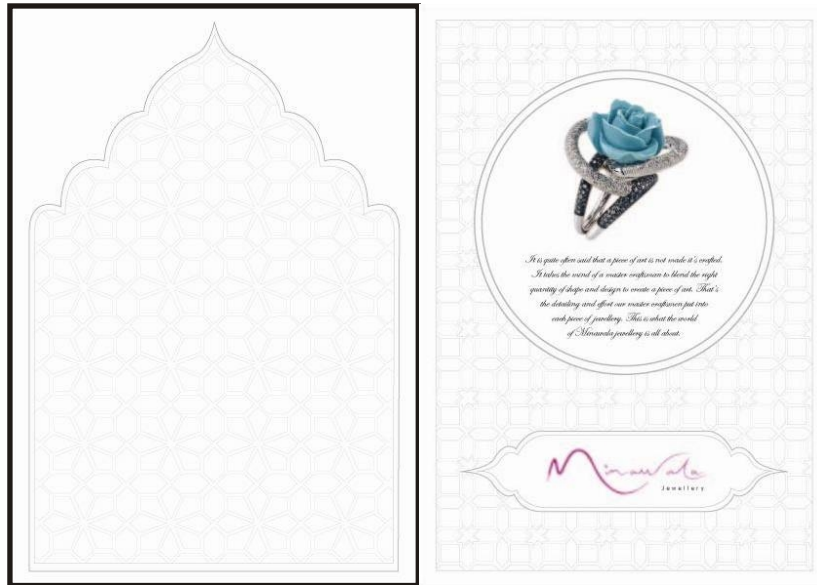 It is quite often said that a piece of art is not made it's crafted.
It takes the mind of a master craftsman to blend the right
quantity of shape and design to create a piece of art. That's
the detailing and effort our master craftsmen put into
each piece of jewellery. This is what the world
of Minawala jewellery is all about.
Minawala
Jewellery